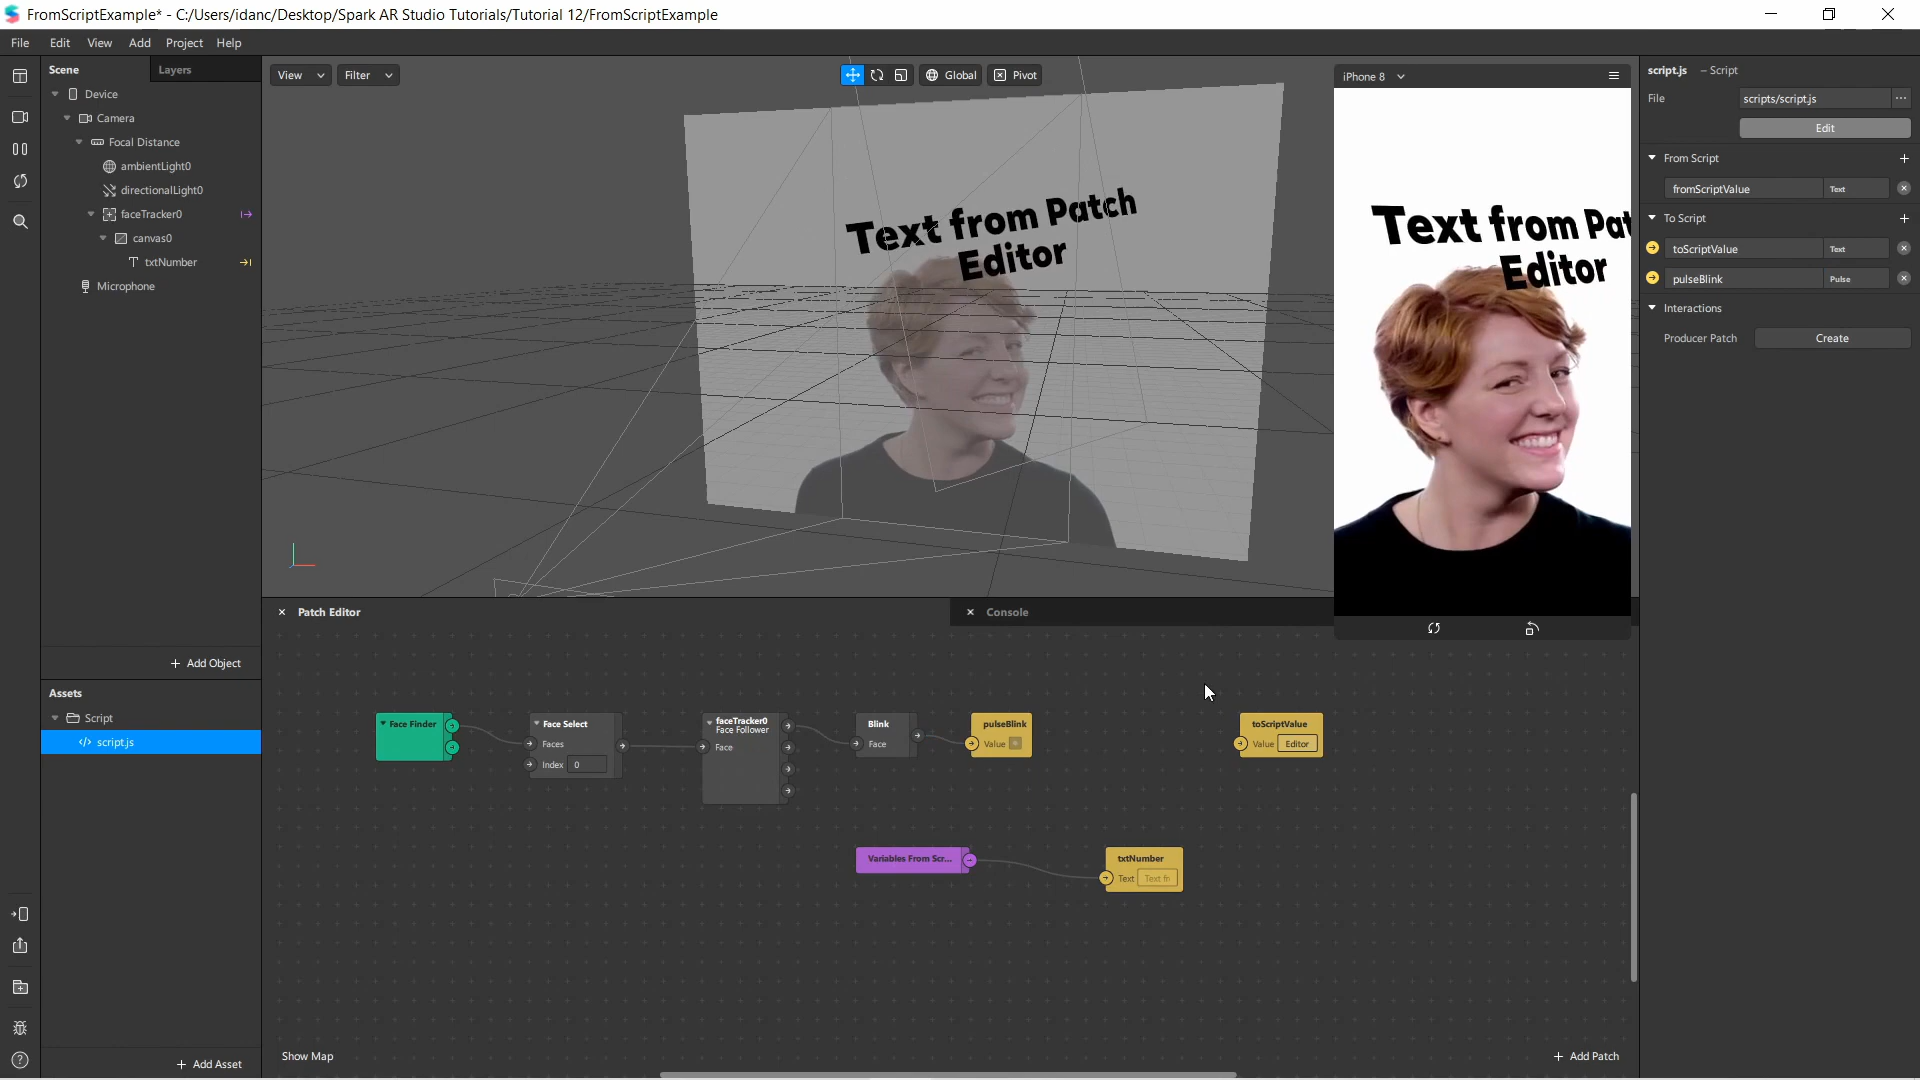 FromScriptExample* - C:/Users/idanc/Desktop/Spark AR Studio Tutorials/Tutorial 12/FromScriptExample
File Edit View Add Project Help
Scene Layers
Device
Camera
Focal Distance
ambientLight0
directionalLight0
faceTracker0
canvas0
txtNumber
Microphone
+ Add Object
Assets
Script
script.js
+ Add Asset
View Filter
Global Pivot
Text from Patch
Editor
iPhone 8
Text from Pat
Editor
script.js – Script
File scripts/script.js ...
Edit
From Script +
fromScriptValue Text
To Script +
toScriptValue Text
pulseBlink Pulse
Interactions
Producer Patch Create
Patch Editor
Console
Face Finder
Face Select
Faces
Index 0
faceTracker0
Face Follower
Face
Blink
Face
pulseBlink
Value
toScriptValue
Value Editor
Variables From Scr...
txtNumber
Text Text fr
Show Map
+ Add Patch